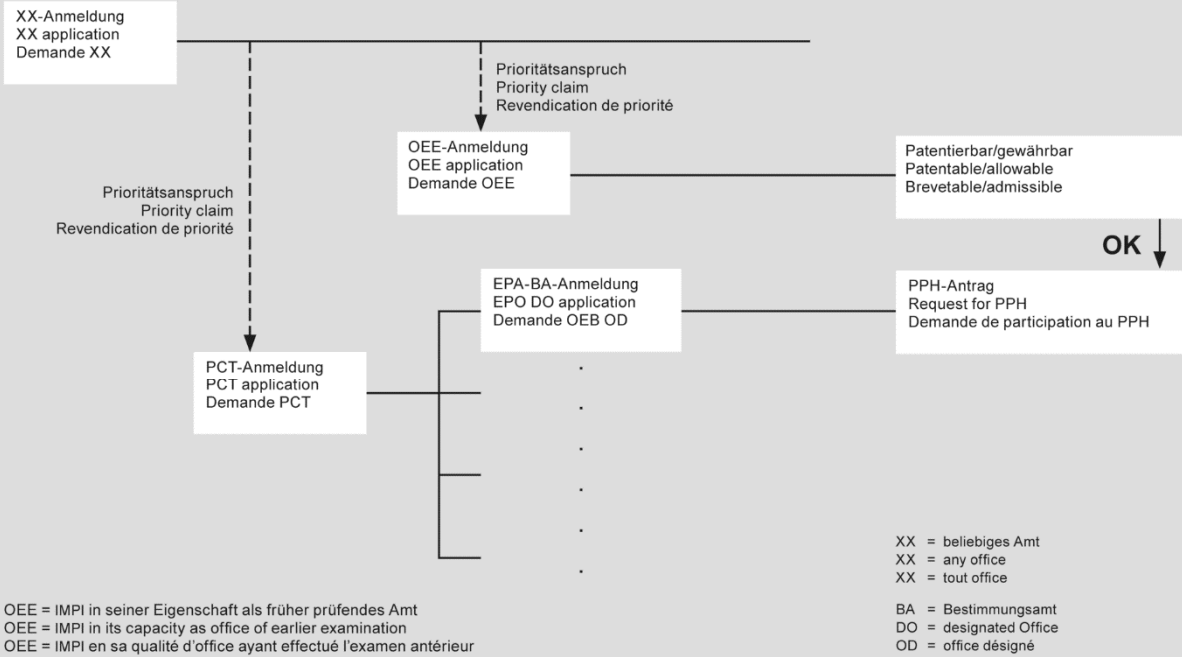 XX-Anmeldung
XX application
Demande XX
Prioritätsanspruch
Priority claim
Revendication de priorité
OEE-Anmeldung
OEE application
Demande OEE
Patentierbar/gewährbar
Patentable/allowable
Brevetable/admissible
Prioritätsanspruch
Priority claim
Revendication de priorité
OK
EPA-BA-Anmeldung
EPO DO application
Demande OEB OD
PPH-Antrag
Request for PPH
Demande de participation au PPH
PCT-Anmeldung
PCT application
Demande PCT
XX = beliebiges Amt
XX = any office
XX = tout office
OEE = IMPI in seiner Eigenschaft als früher prüfendes Amt
OEE = IMPI in its capacity as office of earlier examination
OEE = IMPI en sa qualité d'office ayant effectué l'examen antérieur
BA = Bestimmungsamt
DO = designated Office
OD = office désigné